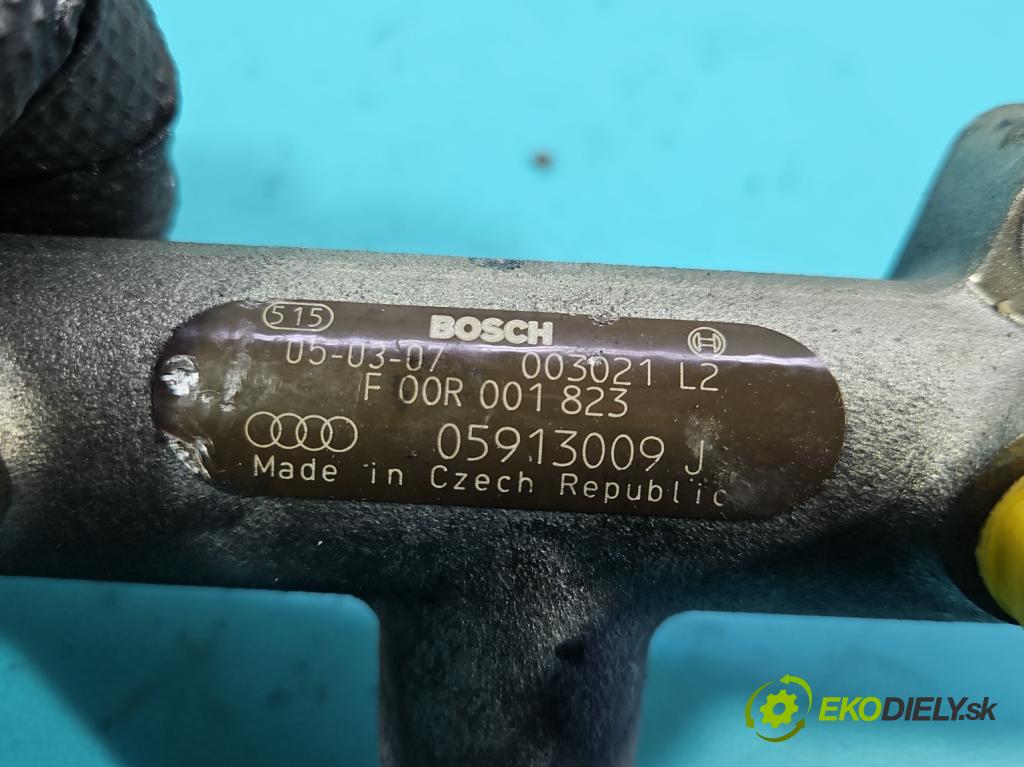 515 BOSCH
05-03-07 003021 L2
F 00R 001 823
05913009 J
Made in Czech Republic
EKODIELY.sk